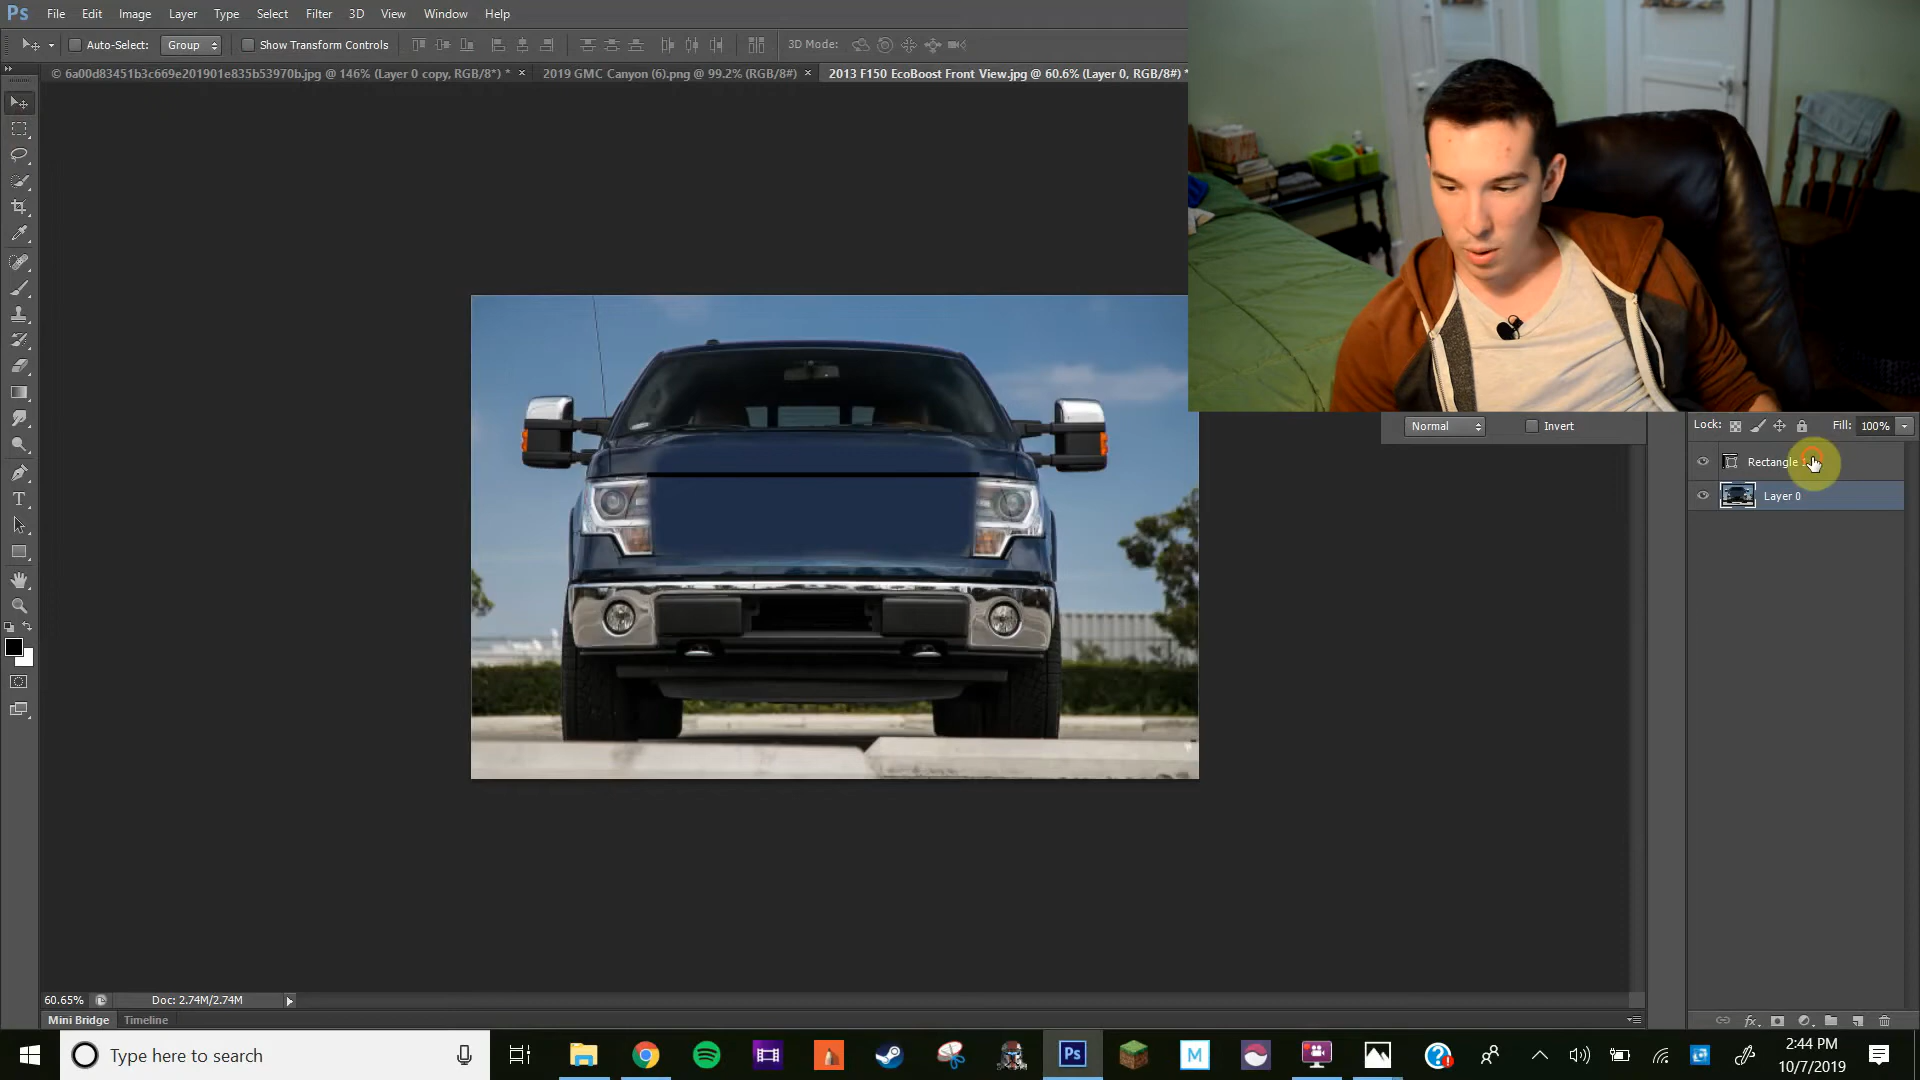 Ps File Edit Image Layer Type Select Filter 3D View Window Help
Auto-Select: Group Show Transform Controls 3D Mode:
© 6a00d83451b3c669e201901e835b53970b.jpg @ 146% (Layer 0 copy, RGB/8*) * × 2019 GMC Canyon (6).png @ 99.2% (RGB/8#) × 2013 F150 EcoBoost Front View.jpg @ 60.6% (Layer 0, RGB/8#) *
Normal Invert Lock: Fill: 100%
Rectangle 1
Layer 0
60.65% Doc: 2.74M/2.74M
Mini Bridge Timeline
Type here to search
Ps
M
2:44 PM
10/7/2019